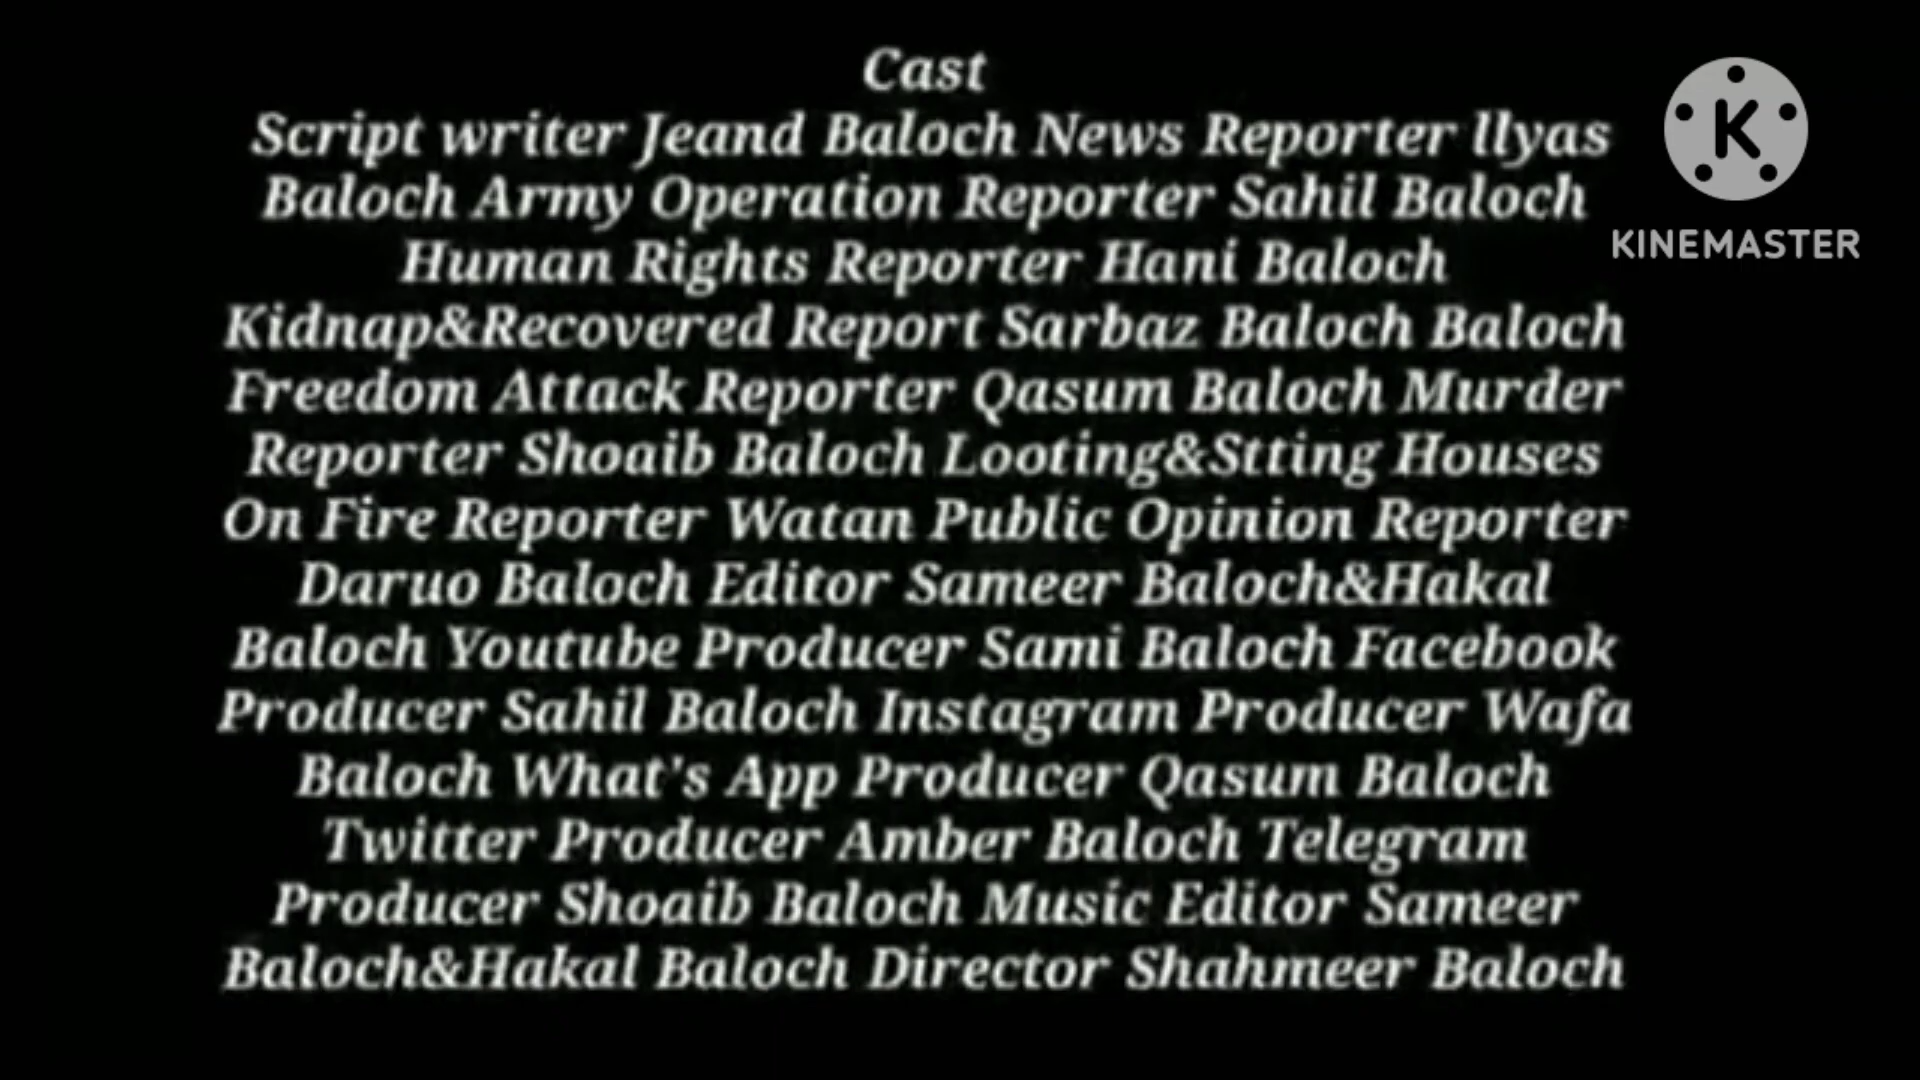 Cast
Script writer Jeand Baloch News Reporter llyas
Baloch Army Operation Reporter Sahil Baloch
Human Rights Reporter Hani Baloch
Kidnap&Recovered Report Sarbaz Baloch Baloch
Freedom Attack Reporter Qasum Baloch Murder
Reporter Shoaib Baloch Looting&Stting Houses
On Fire Reporter Watan Public Opinion Reporter
Daruo Baloch Editor Sameer Baloch&Hakal
Baloch Youtube Producer Sami Baloch Facebook
Producer Sahil Baloch Instagram Producer Wafa
Baloch What's App Producer Qasum Baloch
Twitter Producer Amber Baloch Telegram
Producer Shoaib Baloch Music Editor Sameer
Baloch&Hakal Baloch Director Shahmeer Baloch
K
KINEMASTER